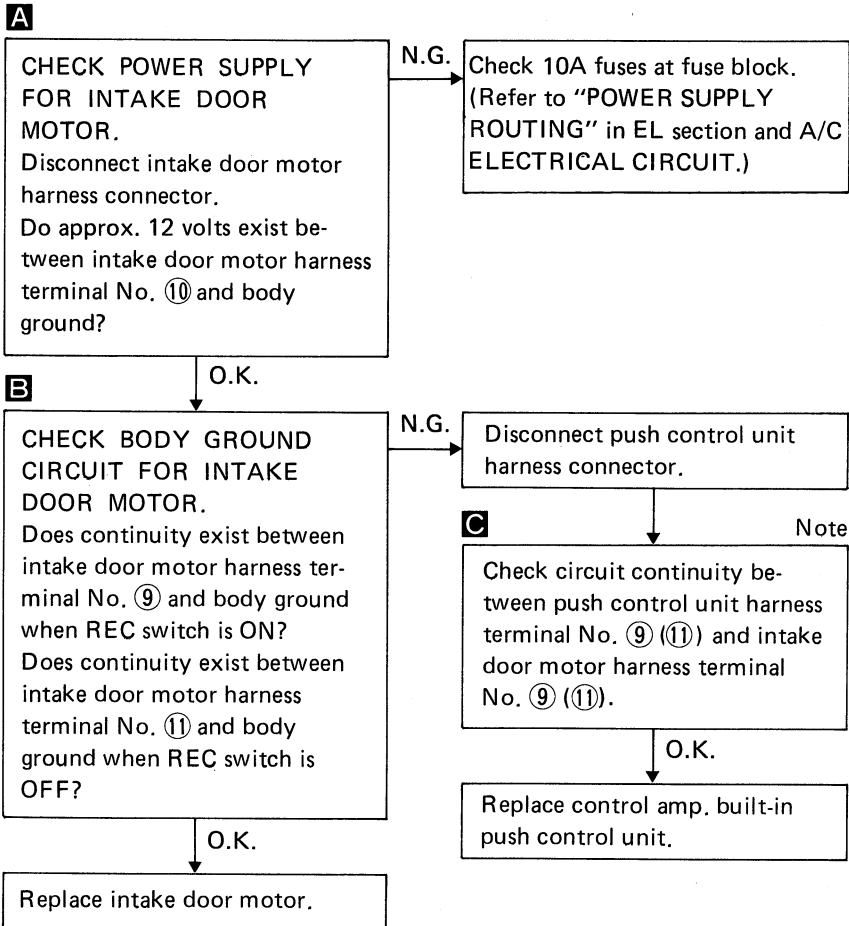 A
CHECK POWER SUPPLY
FOR INTAKE DOOR
MOTOR.
Disconnect intake door motor
harness connector.
Do approx. 12 volts exist be-
tween intake door motor harness
terminal No. ⑩ and body
ground?
N.G.
Check 10A fuses at fuse block.
(Refer to “POWER SUPPLY
ROUTING” in EL section and A/C
ELECTRICAL CIRCUIT.)
O.K.
B
CHECK BODY GROUND
CIRCUIT FOR INTAKE
DOOR MOTOR.
Does continuity exist between
intake door motor harness ter-
minal No. ⑨ and body ground
when REC switch is ON?
Does continuity exist between
intake door motor harness
terminal No. ⑪ and body
ground when REC switch is
OFF?
N.G.
Disconnect push control unit
harness connector.
C
Note
Check circuit continuity be-
tween push control unit harness
terminal No. ⑨ (⑪) and intake
door motor harness terminal
No. ⑨ (⑪).
O.K.
Replace control amp. built-in
push control unit.
O.K.
Replace intake door motor.